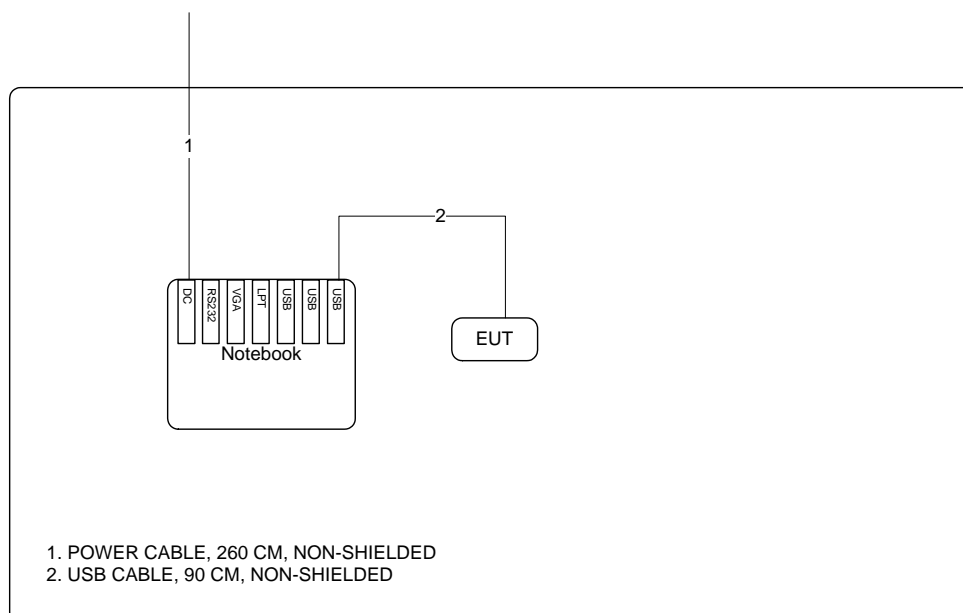 1
2
DC
RS232
VGA
LPT
USB
USB
USB
Notebook
EUT
1. POWER CABLE, 260 CM, NON-SHIELDED
2. USB CABLE, 90 CM, NON-SHIELDED